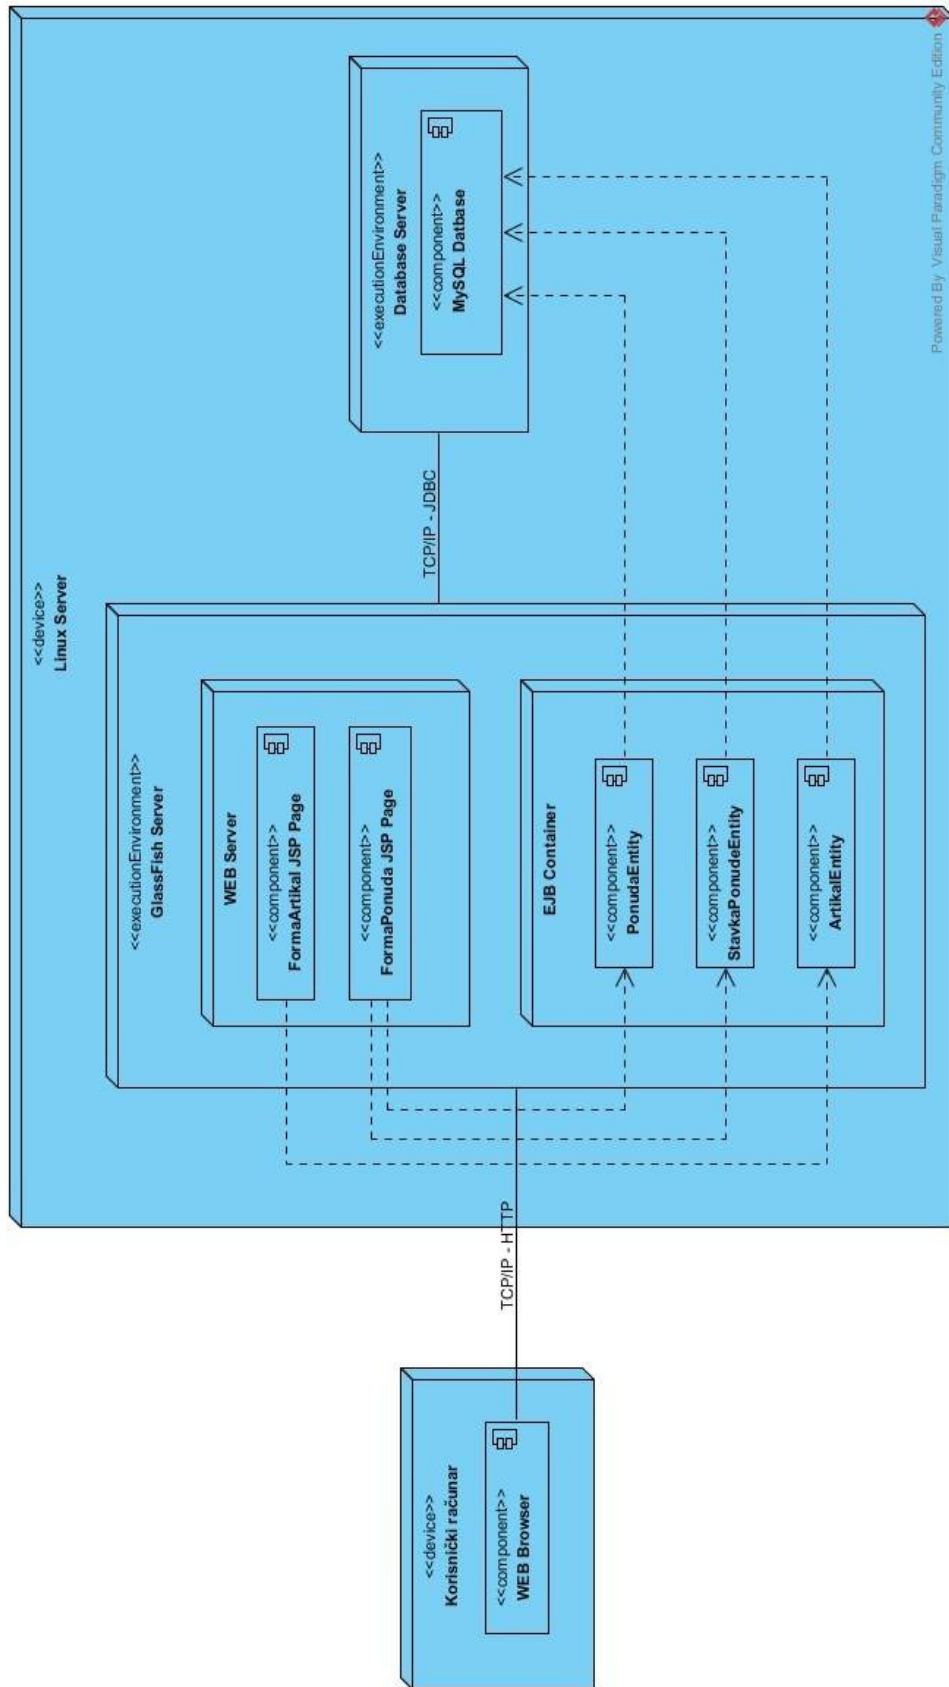 <<device>>
Linux Server
<<executionEnvironment>>
GlassFish Server
WEB Server
<<component>>
FormaArtikal JSP Page
<<component>>
FormaPonuda JSP Page
EJB Container
<<component>>
PonudaEntity
<<component>>
StavkaPonudeEntity
<<component>>
ArtikalEntity
TCP/IP - JDBC
<<executionEnvironment>>
Database Server
<<component>>
MySQL Datbase
TCP/IP - HTTP
<<device>>
Korisnički računar
<<component>>
WEB Browser
Powered By Visual Paradigm Community Edition